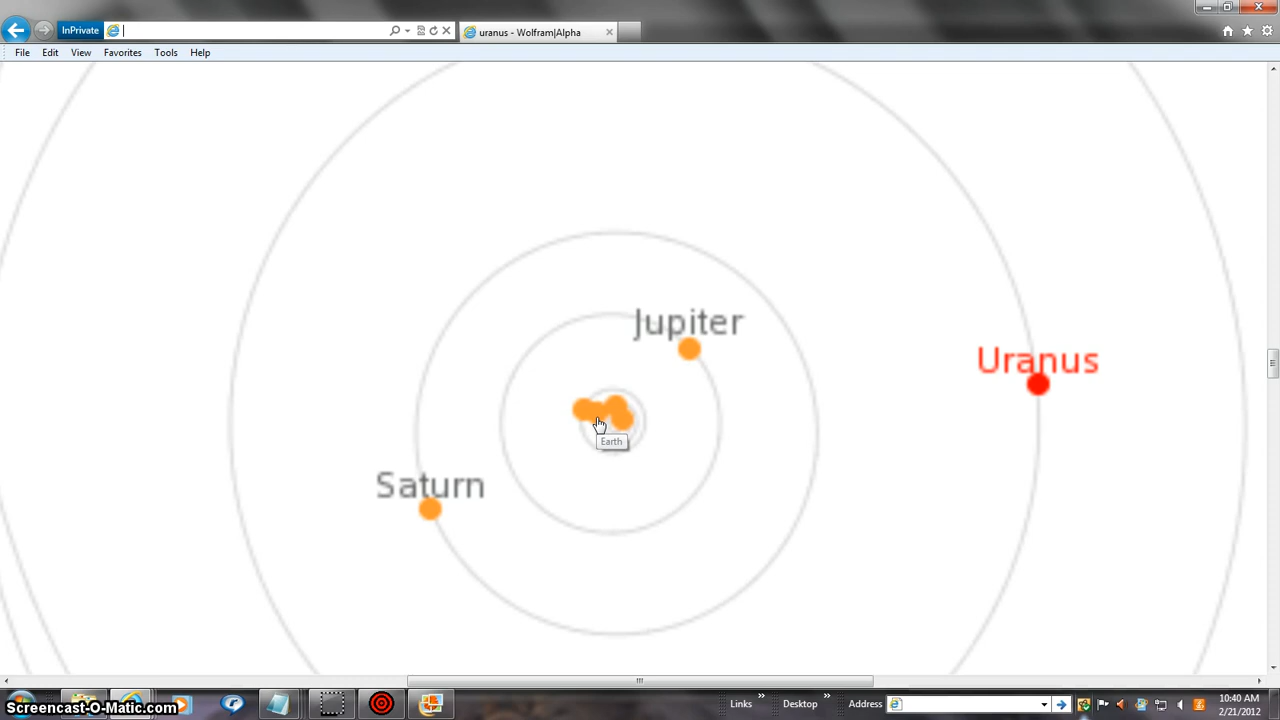 InPrivate
uranus - Wolfram|Alpha
File Edit View Favorites Tools Help
Jupiter
Uranus
Earth
Saturn
Screencast-O-Matic.com
Links » Desktop » Address
10:40 AM
2/21/2012